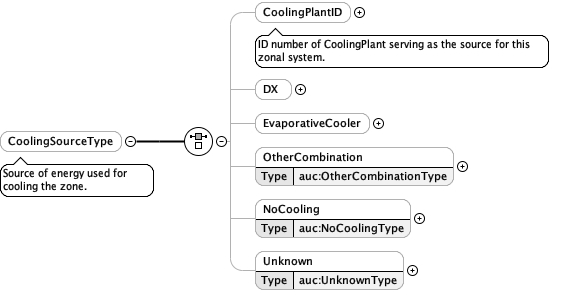 CoolingPlantID
ID number of CoolingPlant serving as the source for this
zonal system.
DX
EvaporativeCooler
CoolingSourceType
Source of energy used for
cooling the zone.
OtherCombination
Type auc:OtherCombinationType
NoCooling
Type auc:NoCoolingType
Unknown
Type auc:UnknownType